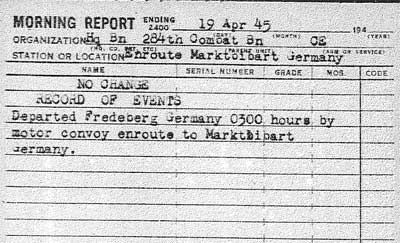 MORNING REPORT ENDING 2400 19 Apr 45 194
ORGANIZATION Hq Bn 284th Combat Bn CE
(HQ, CO, BTRY, ETC) (DAY) (MONTH) (YEAR)
STATION OR LOCATION Enroute Marktbibart Germany
(PARENT UNIT) (ARM OR SERVICE)
NAME SERIAL NUMBER GRADE MOS. CODE
NO CHANGE
RECORD OF EVENTS
Departed Fredeberg Germany 0300 hours by
motor convoy enroute to Marktbibart
Germany.